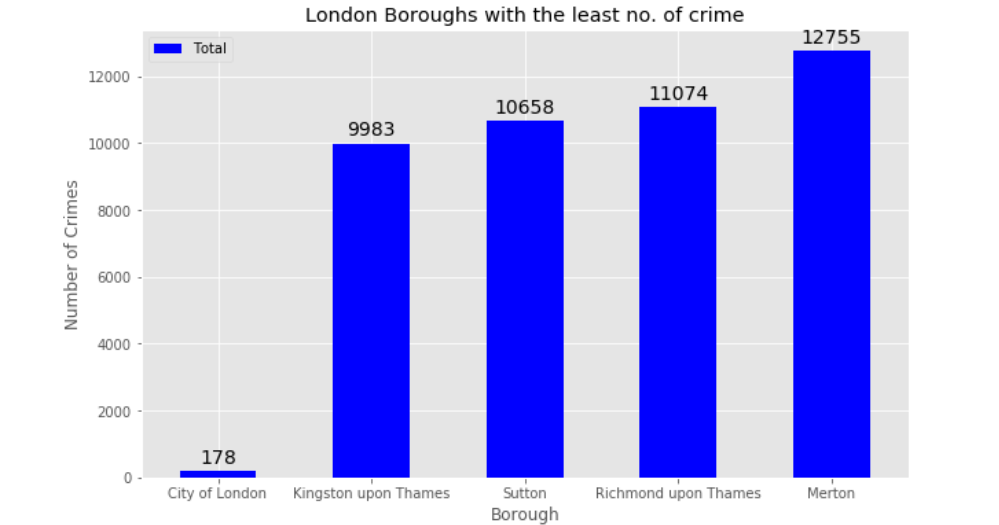 London Boroughs with the least no. of crime
Total
12755
11074
10658
9983
178
12000
10000
8000
6000
4000
2000
0
Number of Crimes
City of London Kingston upon Thames Sutton Richmond upon Thames Merton
Borough